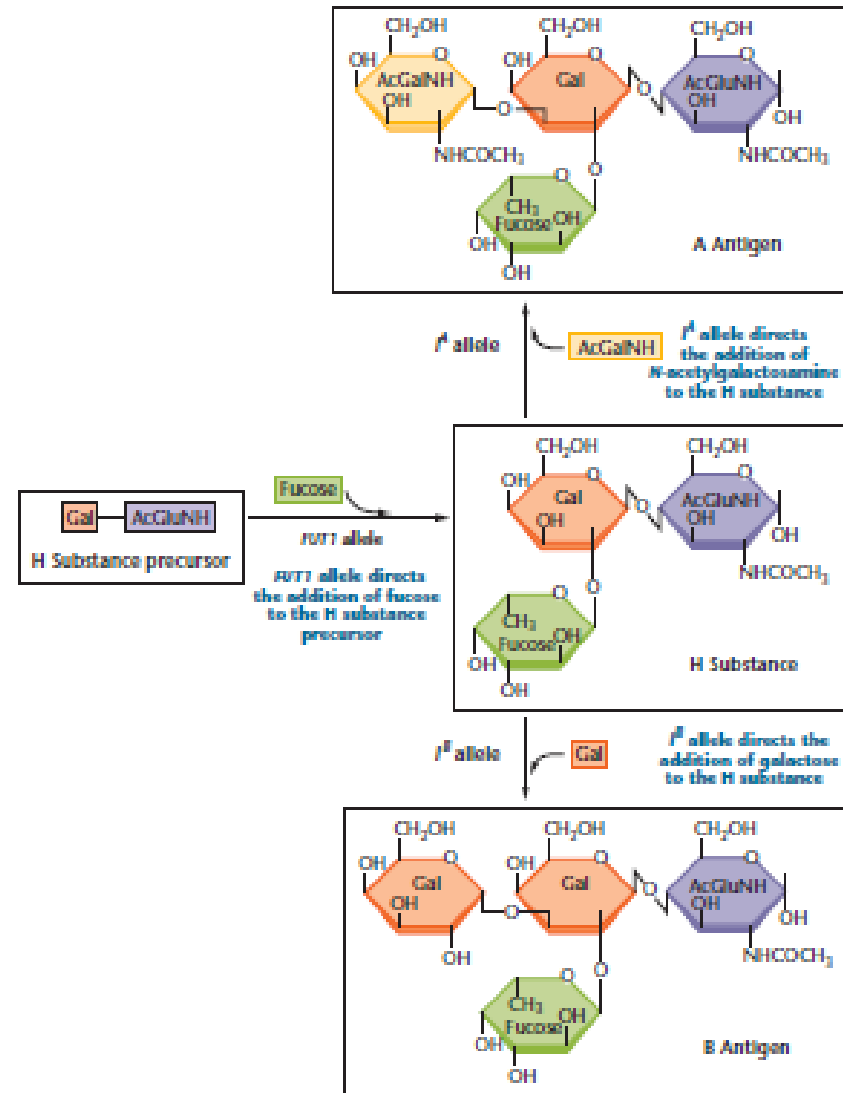 CH₂OH CH₂OH CH₂OH
OH O OH O O
AcGalNH Gal O AcGluNH
OH O OH
OH
NHCOCH₃ O NHCOCH₃
O
CH₃
Fucose OH
OH
OH
A Antigen
Iᴬ allele
AcGalNH
Iᴬ allele directs
the addition of
N-acetylgalactosamine
to the H substance
Gal AcGluNH
H Substance precursor
Fucose
FUT1 allele
FUT1 allele directs
the addition of fucose
to the H substance
precursor
CH₂OH CH₂OH
OH O O
Gal O AcGluNH
OH OH
OH
O NHCOCH₃
O
CH₃
Fucose OH
OH
OH
H Substance
Iᴮ allele
Gal
Iᴮ allele directs the
addition of galactose
to the H substance
CH₂OH CH₂OH CH₂OH
OH O OH O O
Gal Gal O AcGluNH
OH O OH
OH
OH O NHCOCH₃
O
CH₃
Fucose OH
OH
OH
B Antigen